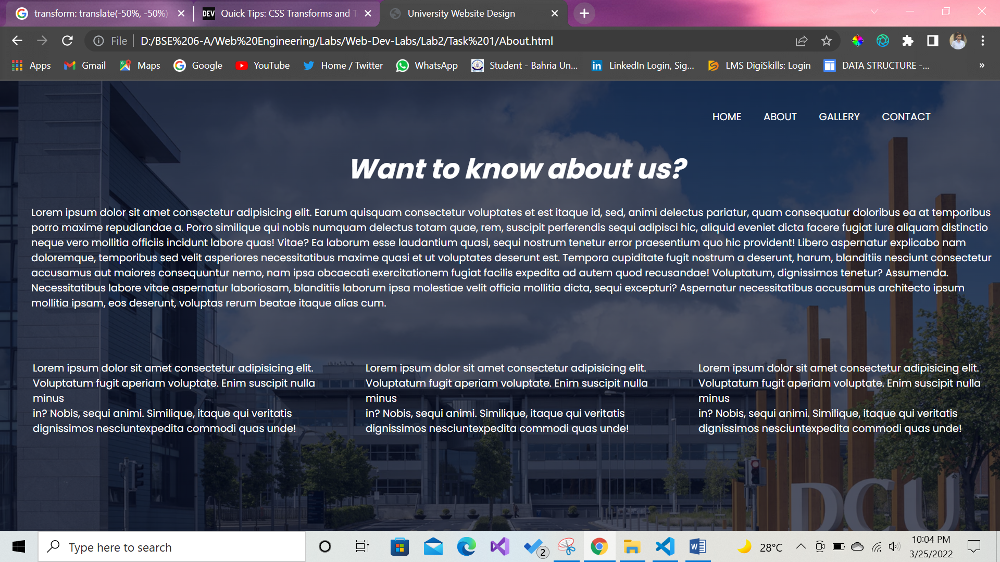 transform: translate(-50%, -50%)
DEV Quick Tips: CSS Transforms and T
University Website Design
File D:/BSE%206-A/Web%20Engineering/Labs/Web-Dev-Labs/Lab2/Task%201/About.html
Apps Gmail Maps Google YouTube Home / Twitter WhatsApp Student - Bahria Un... LinkedIn Login, Sig... LMS DigiSkills: Login DATA STRUCTURE -... »
HOME ABOUT GALLERY CONTACT
Want to know about us?
Lorem ipsum dolor sit amet consectetur adipisicing elit. Earum quisquam consectetur voluptates et est itaque id, sed, animi delectus pariatur, quam consequatur doloribus ea at temporibus
porro maxime repudiandae a. Porro similique qui nobis numquam delectus totam quae, rem, suscipit perferendis sequi adipisci hic, aliquid eveniet dicta facere fugiat iure aliquam distinctio
neque vero mollitia officiis incidunt labore quas! Vitae? Ea laborum esse laudantium quasi, sequi nostrum tenetur error praesentium quo hic provident! Libero aspernatur explicabo nam
doloremque, temporibus sed velit asperiores necessitatibus maxime quasi et ut voluptates deserunt est. Tempora cupiditate fugit nostrum a deserunt, harum, blanditiis nesciunt consectetur
accusamus aut maiores consequuntur nemo, nam ipsa obcaecati exercitationem fugiat facilis expedita ad autem quod recusandae! Voluptatum, dignissimos tenetur? Assumenda.
Necessitatibus labore vitae aspernatur laboriosam, blanditiis laborum ipsa molestiae velit officia mollitia dicta, sequi excepturi? Aspernatur necessitatibus accusamus architecto ipsum
mollitia ipsam, eos deserunt, voluptas rerum beatae itaque alias cum.
Lorem ipsum dolor sit amet consectetur adipisicing elit.
Voluptatum fugit aperiam voluptate. Enim suscipit nulla
minus
in? Nobis, sequi animi. Similique, itaque qui veritatis
dignissimos nesciuntexpedita commodi quas unde!
Lorem ipsum dolor sit amet consectetur adipisicing elit.
Voluptatum fugit aperiam voluptate. Enim suscipit nulla
minus
in? Nobis, sequi animi. Similique, itaque qui veritatis
dignissimos nesciuntexpedita commodi quas unde!
Lorem ipsum dolor sit amet consectetur adipisicing elit.
Voluptatum fugit aperiam voluptate. Enim suscipit nulla
minus
in? Nobis, sequi animi. Similique, itaque qui veritatis
dignissimos nesciuntexpedita commodi quas unde!
DCU
Type here to search
2
28°C
10:04 PM
3/25/2022